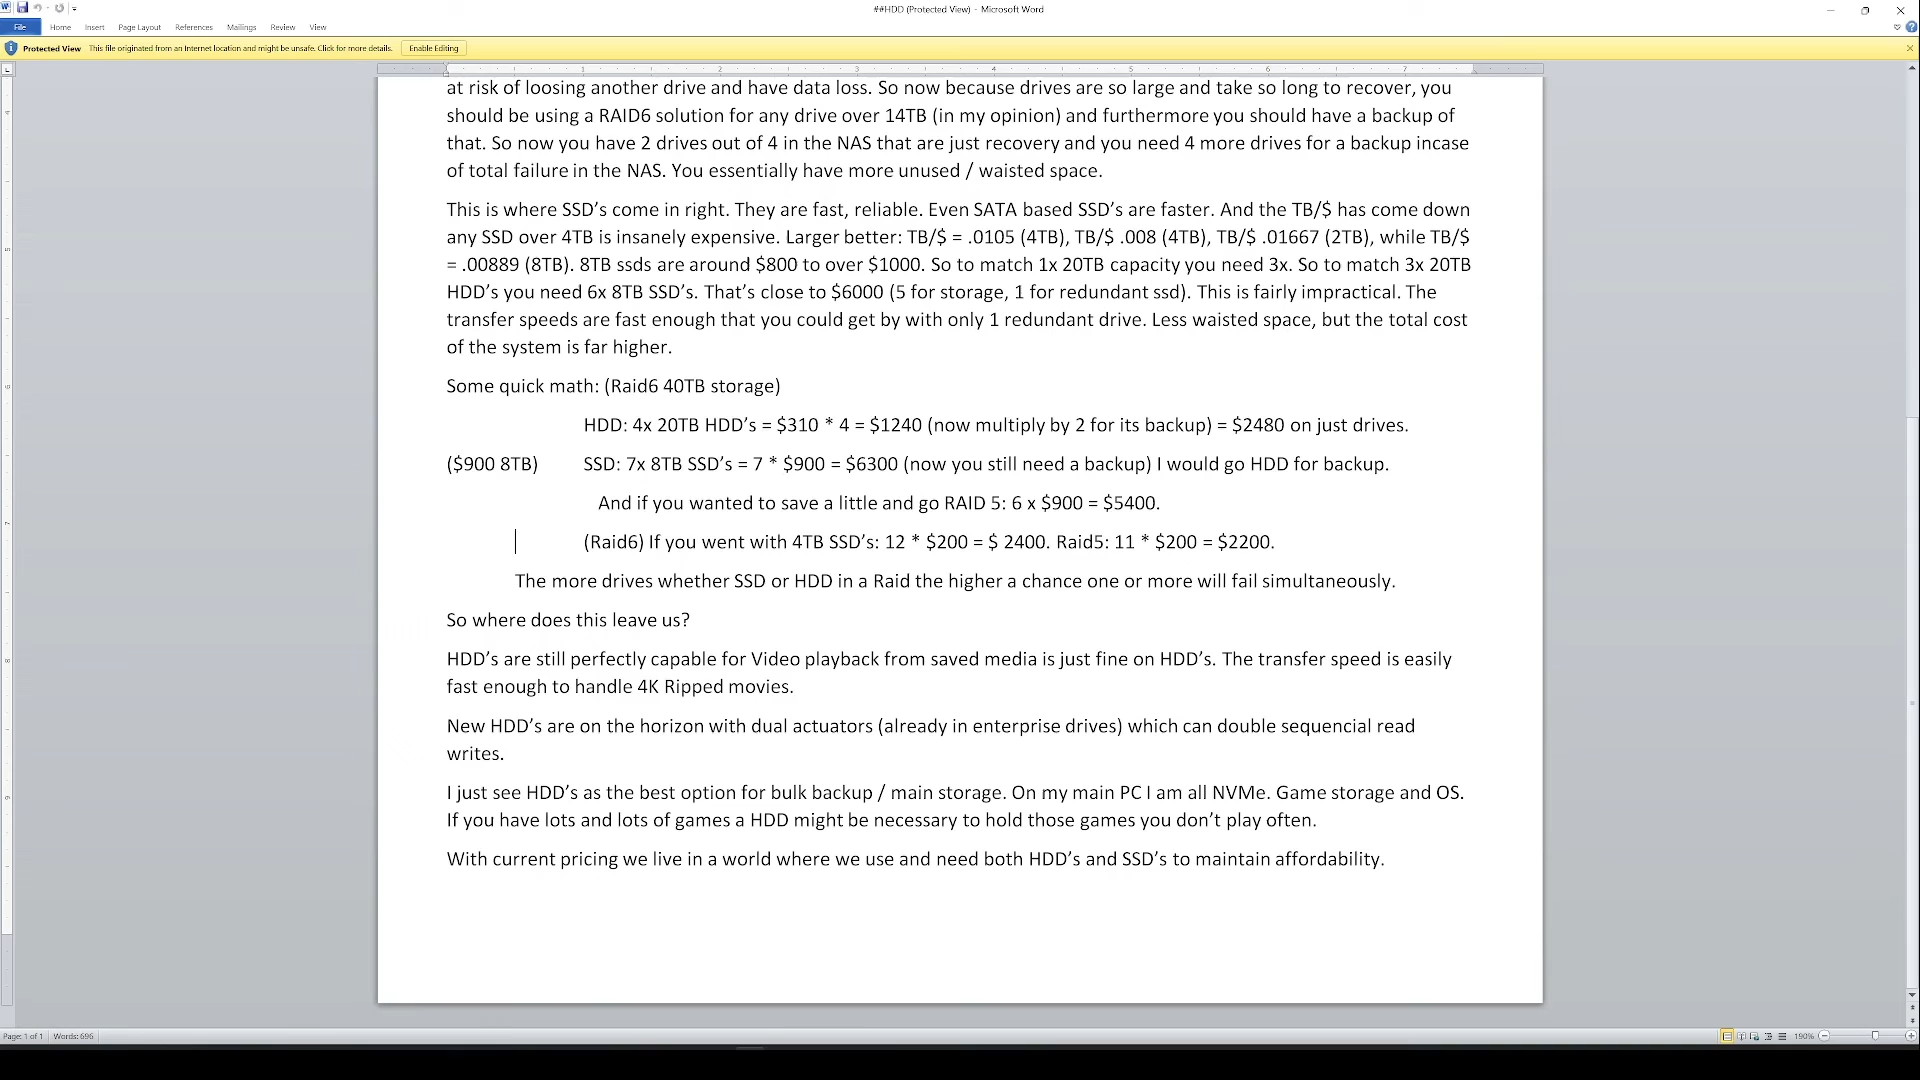 ##HDD (Protected View) - Microsoft Word
File Home Insert Page Layout References Mailings Review View
Protected View This file originated from an Internet location and might be unsafe. Click for more details. Enable Editing
1 2 3 4 5 6 7
at risk of loosing another drive and have data loss. So now because drives are so large and take so long to recover, you
should be using a RAID6 solution for any drive over 14TB (in my opinion) and furthermore you should have a backup of
that. So now you have 2 drives out of 4 in the NAS that are just recovery and you need 4 more drives for a backup incase
of total failure in the NAS. You essentially have more unused / waisted space.
This is where SSD’s come in right. They are fast, reliable. Even SATA based SSD’s are faster. And the TB/$ has come down
any SSD over 4TB is insanely expensive. Larger better: TB/$ = .0105 (4TB), TB/$ .008 (4TB), TB/$ .01667 (2TB), while TB/$
= .00889 (8TB). 8TB ssds are around $800 to over $1000. So to match 1x 20TB capacity you need 3x. So to match 3x 20TB
HDD’s you need 6x 8TB SSD’s. That’s close to $6000 (5 for storage, 1 for redundant ssd). This is fairly impractical. The
transfer speeds are fast enough that you could get by with only 1 redundant drive. Less waisted space, but the total cost
of the system is far higher.
Some quick math: (Raid6 40TB storage)
HDD: 4x 20TB HDD’s = $310 * 4 = $1240 (now multiply by 2 for its backup) = $2480 on just drives.
($900 8TB) SSD: 7x 8TB SSD’s = 7 * $900 = $6300 (now you still need a backup) I would go HDD for backup.
And if you wanted to save a little and go RAID 5: 6 x $900 = $5400.
(Raid6) If you went with 4TB SSD’s: 12 * $200 = $ 2400. Raid5: 11 * $200 = $2200.
The more drives whether SSD or HDD in a Raid the higher a chance one or more will fail simultaneously.
So where does this leave us?
HDD’s are still perfectly capable for Video playback from saved media is just fine on HDD’s. The transfer speed is easily
fast enough to handle 4K Ripped movies.
New HDD’s are on the horizon with dual actuators (already in enterprise drives) which can double sequencial read
writes.
I just see HDD’s as the best option for bulk backup / main storage. On my main PC I am all NVMe. Game storage and OS.
If you have lots and lots of games a HDD might be necessary to hold those games you don’t play often.
With current pricing we live in a world where we use and need both HDD’s and SSD’s to maintain affordability.
Page: 1 of 1 Words: 696 190%